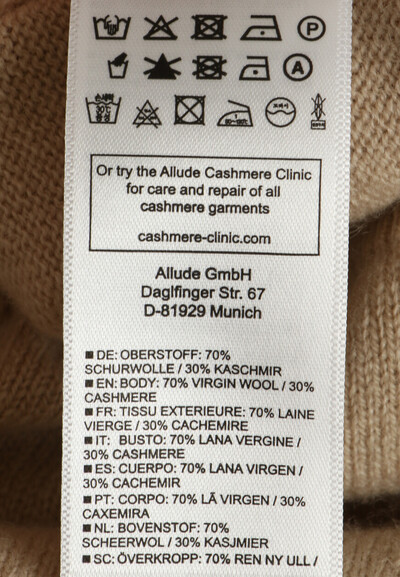 P
A
Or try the Allude Cashmere Clinic
for care and repair of all
cashmere garments
cashmere-clinic.com
Allude GmbH
Daglfinger Str. 67
D-81929 Munich
■ DE: OBERSTOFF: 70%
SCHURWOLLE / 30% KASCHMIR
■ EN: BODY: 70% VIRGIN WOOL / 30%
CASHMERE
■ FR: TISSU EXTERIEURE: 70% LAINE
VIERGE / 30% CACHEMIRE
■ IT: BUSTO: 70% LANA VERGINE /
30% CASHMERE
■ ES: CUERPO: 70% LANA VIRGEN /
30% CACHEMIR
■ PT: CORPO: 70% LÃ VIRGEN / 30%
CAXEMIRA
■ NL: BOVENSTOF: 70%
SCHEERWOL / 30% KASJMIER
■ SC: ÖVERKROPP: 70% REN NY ULL /